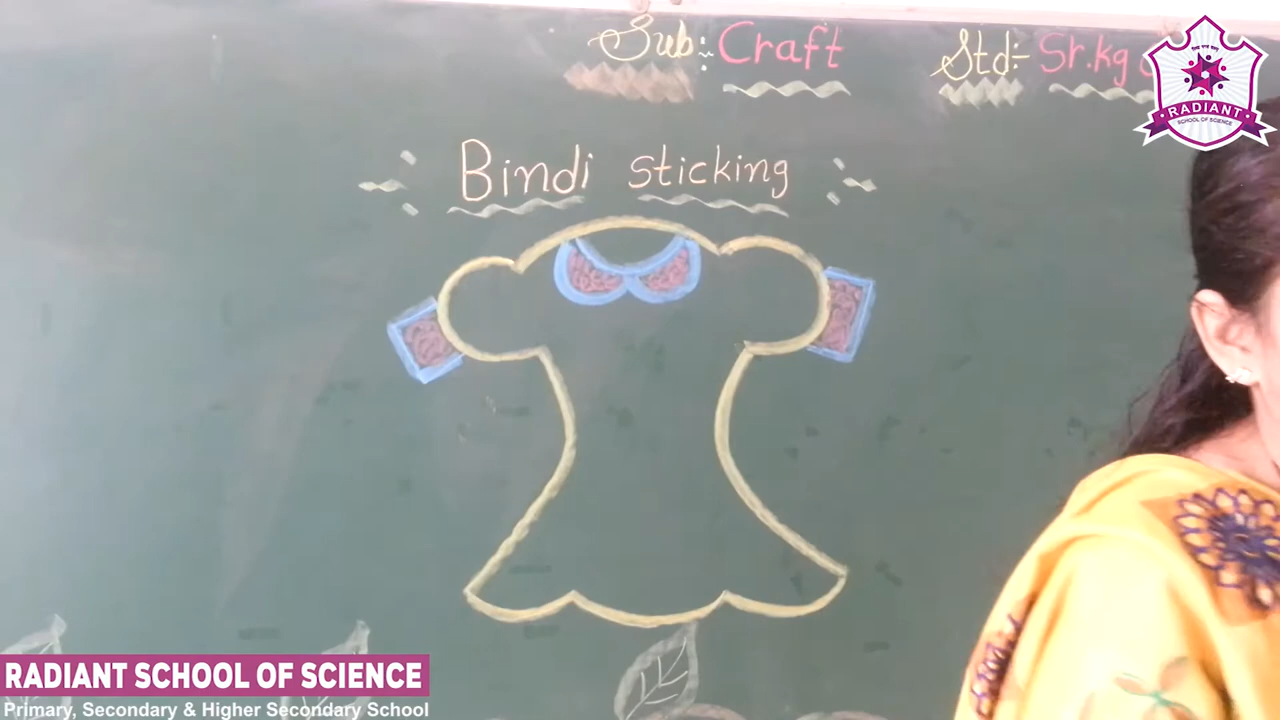 Sub:- Craft
Std:- Sr.kg
Bindi sticking
RADIANT
SCHOOL OF SCIENCE
RADIANT SCHOOL OF SCIENCE
Primary, Secondary & Higher Secondary School